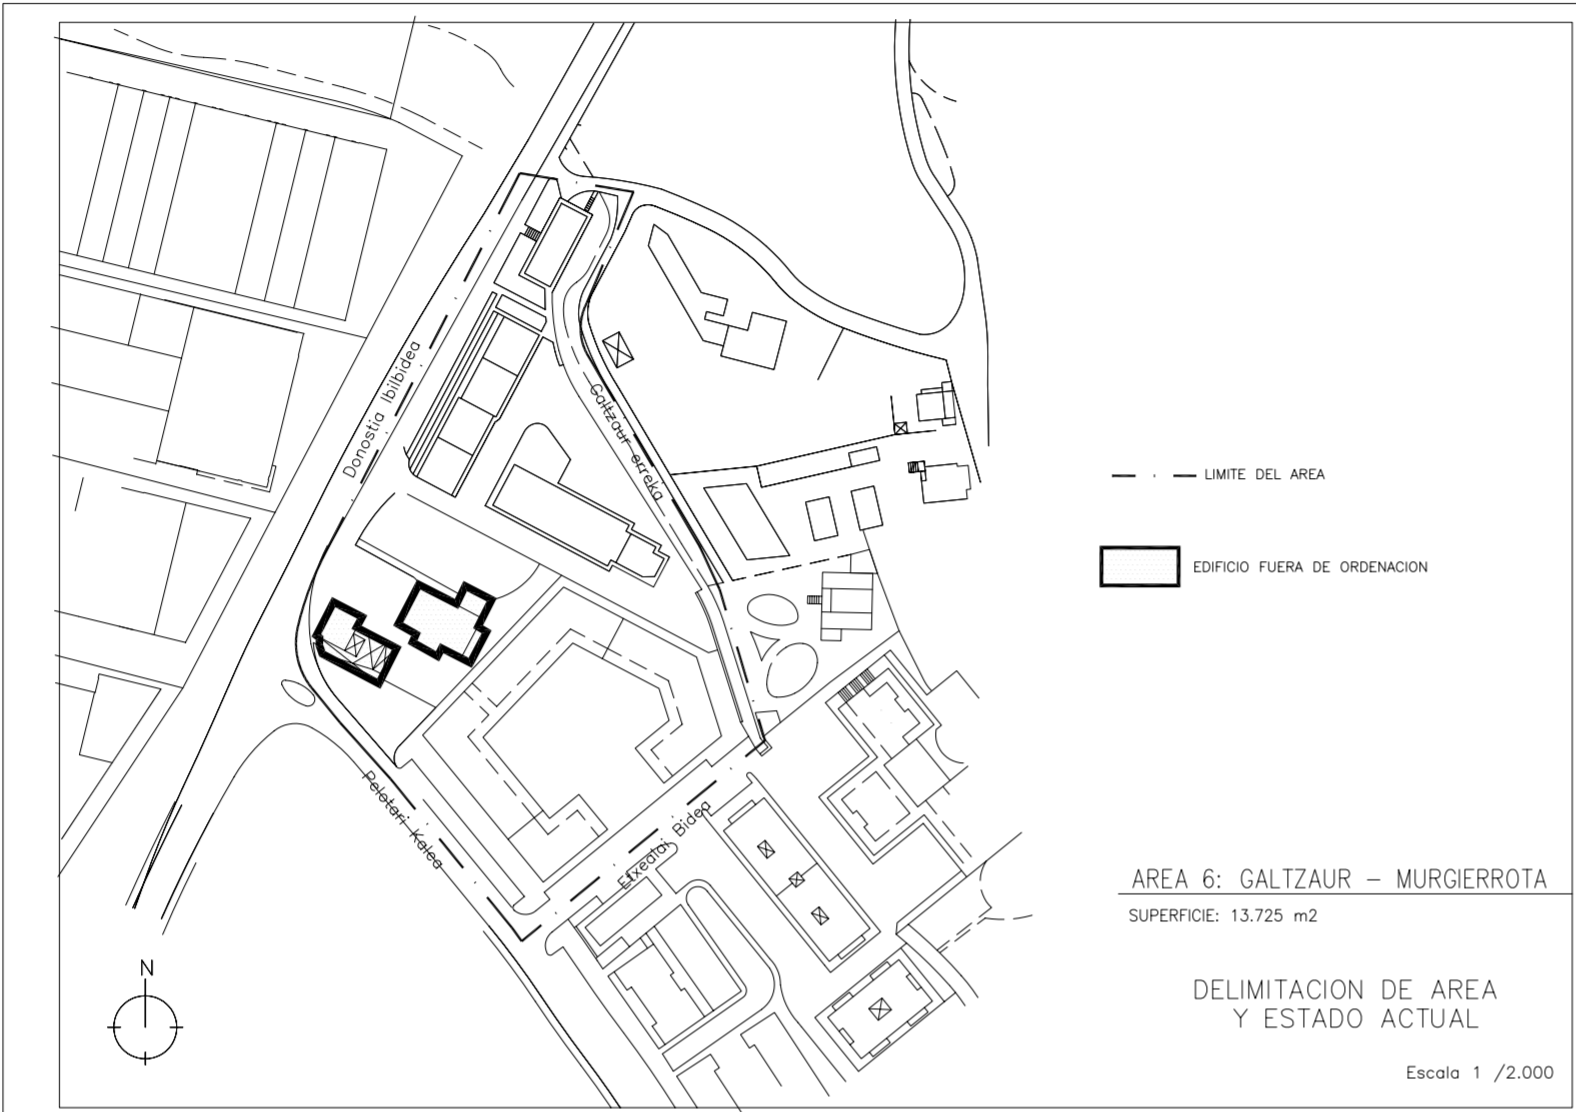 Donostia Ibilbidea
Galtzaur erreka
LIMITE DEL AREA
EDIFICIO FUERA DE ORDENACION
Pelotari Kalea
Etxealai Bidea
AREA 6: GALTZAUR – MURGIERROTA
SUPERFICIE: 13.725 m2
N
DELIMITACION DE AREA
Y ESTADO ACTUAL
Escala 1 /2.000